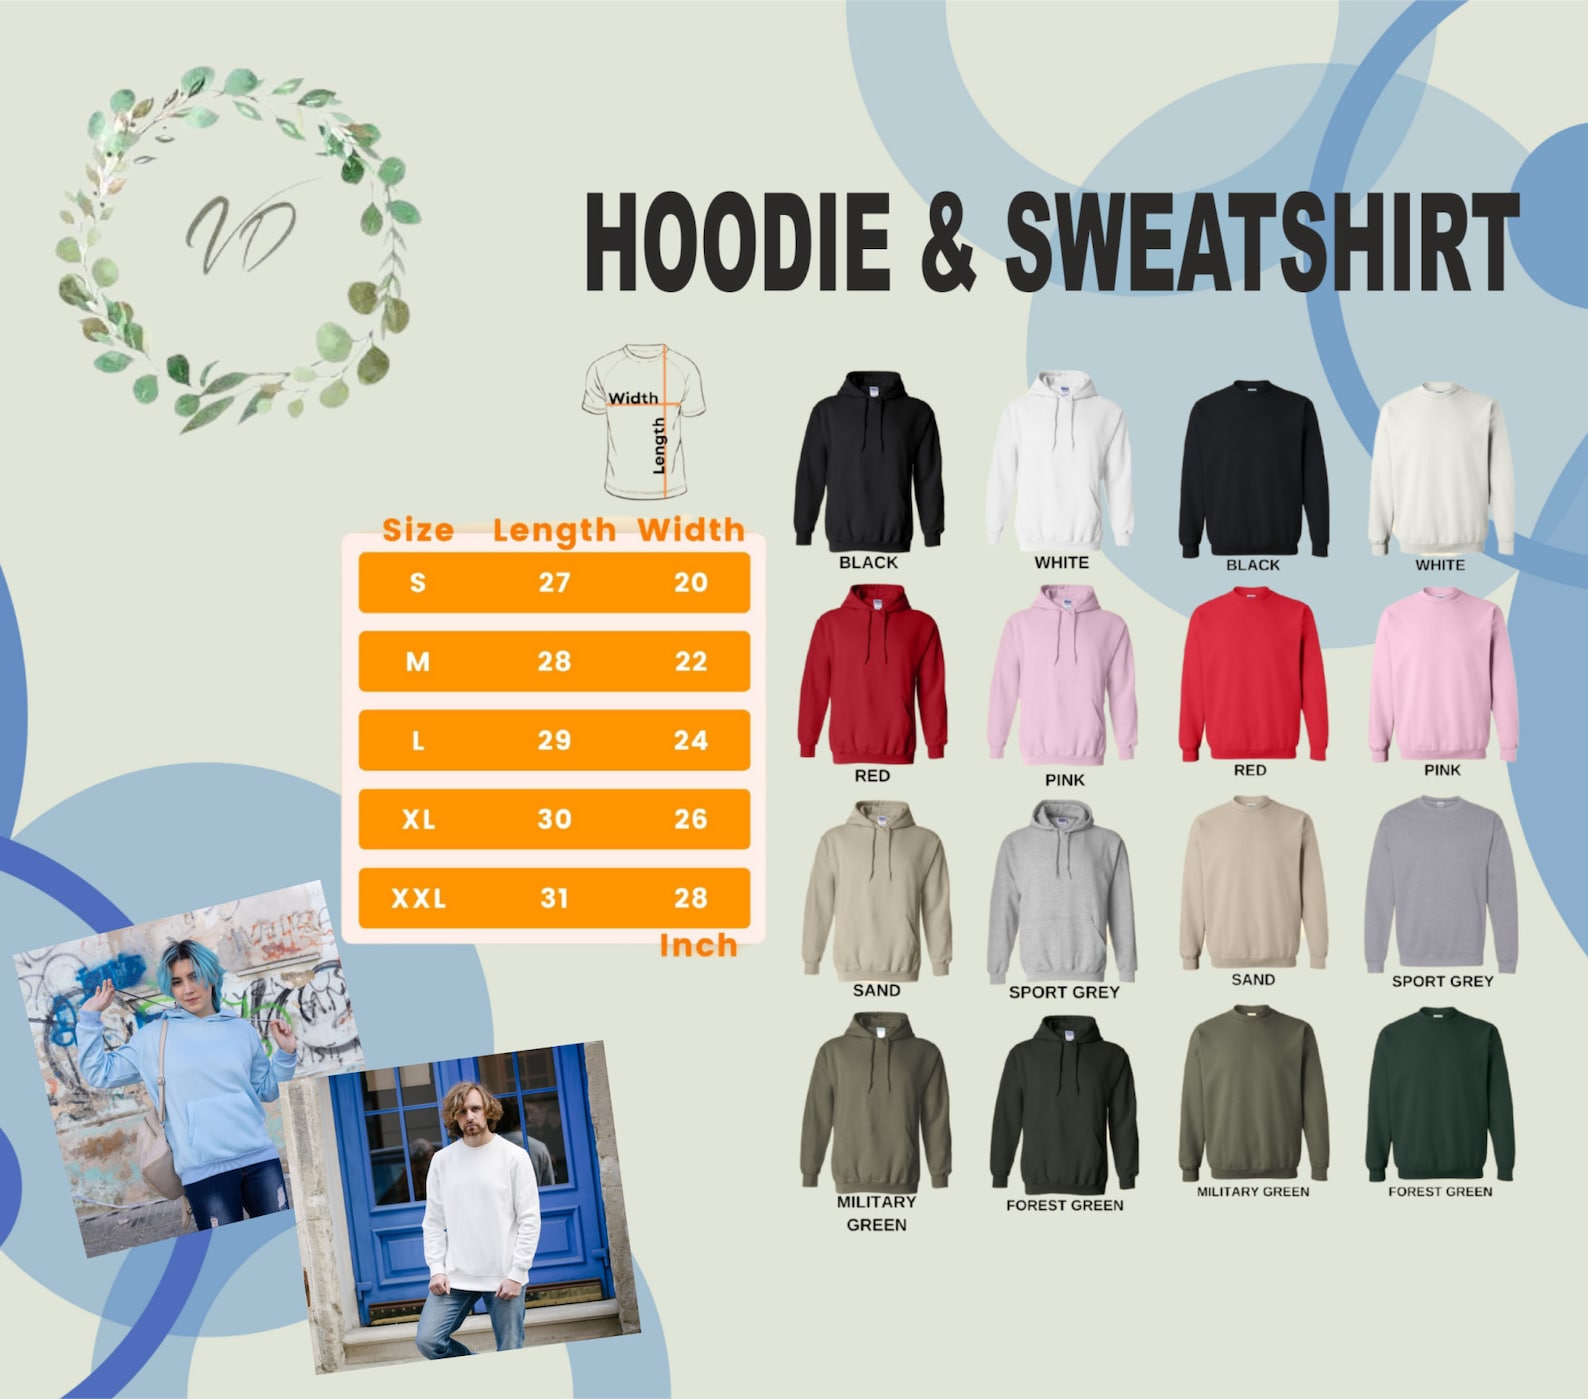 VD
HOODIE & SWEATSHIRT
Width
Length
Size Length Width
S 27 20
M 28 22
L 29 24
XL 30 26
XXL 31 28
Inch
BLACK WHITE BLACK WHITE
RED PINK RED PINK
SAND SPORT GREY SAND SPORT GREY
MILITARY
GREEN
FOREST GREEN MILITARY GREEN FOREST GREEN